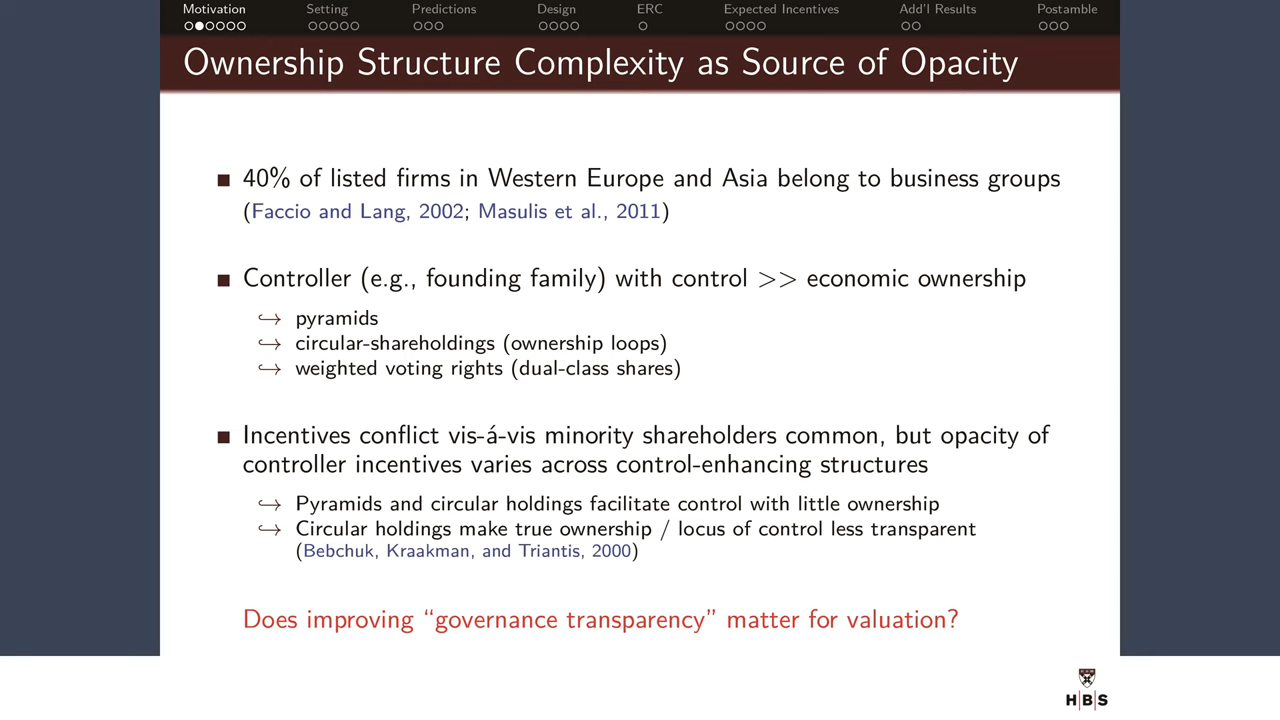 Motivation Setting Predictions Design ERC Expected Incentives Add'l Results Postamble
Ownership Structure Complexity as Source of Opacity
40% of listed firms in Western Europe and Asia belong to business groups
(Faccio and Lang, 2002; Masulis et al., 2011)
Controller (e.g., founding family) with control >> economic ownership
↪ pyramids
↪ circular-shareholdings (ownership loops)
↪ weighted voting rights (dual-class shares)
Incentives conflict vis-á-vis minority shareholders common, but opacity of
controller incentives varies across control-enhancing structures
↪ Pyramids and circular holdings facilitate control with little ownership
↪ Circular holdings make true ownership / locus of control less transparent
(Bebchuk, Kraakman, and Triantis, 2000)
Does improving “governance transparency” matter for valuation?
H|B|S